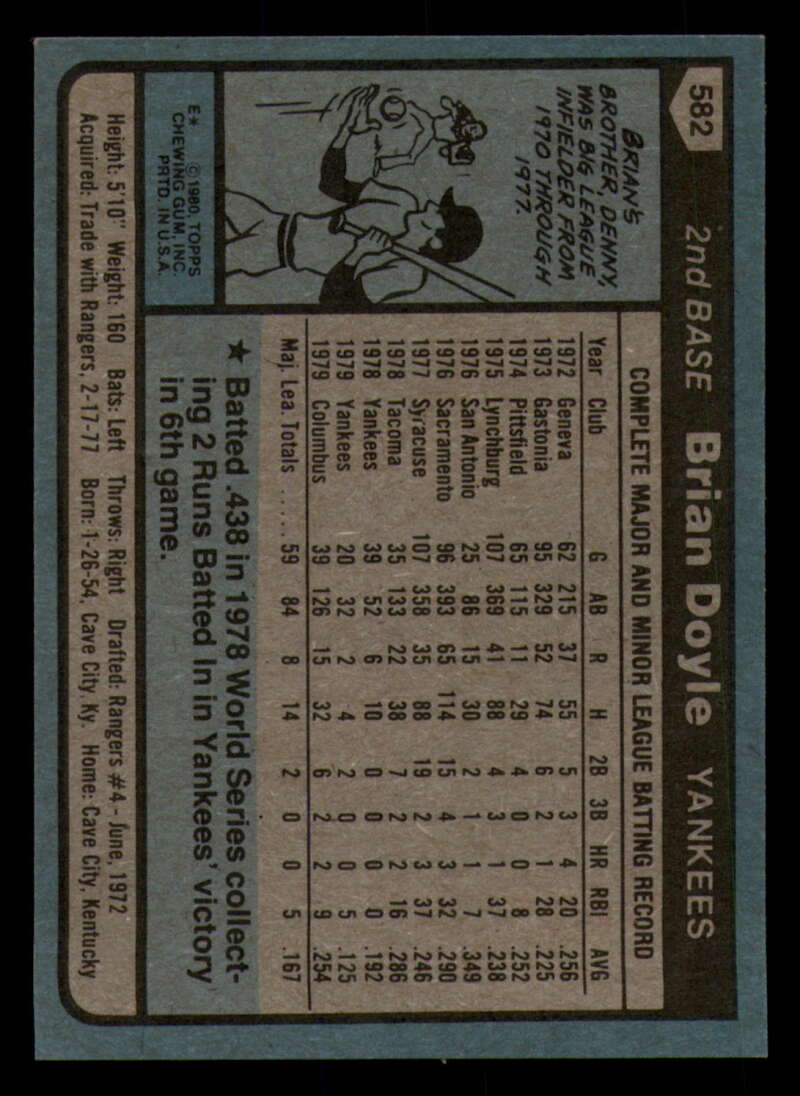 582 2nd BASE Brian Doyle YANKEES
BRIAN'S
BROTHER, DENNY,
WAS BIG LEAGUE
INFIELDER FROM
1970 THROUGH
1977.
E* © 1980, TOPPS
CHEWING GUM, INC.
PRTD. IN U.S.A.
COMPLETE MAJOR AND MINOR LEAGUE BATTING RECORD
Year Club G AB R H 2B 3B HR RBI AVG
1972 Geneva 62 215 37 55 5 3 4 20 .256
1973 Gastonia 95 329 52 74 6 2 1 28 .225
1974 Pittsfield 65 115 11 29 4 0 0 8 .252
1975 Lynchburg 107 369 41 88 4 3 1 37 .238
1976 San Antonio 25 86 15 30 2 1 1 7 .349
1976 Sacramento 96 393 65 114 15 4 3 32 .290
1977 Syracuse 107 358 35 88 19 2 3 37 .246
1978 Tacoma 35 133 22 38 7 2 2 16 .286
1978 Yankees 39 52 6 10 0 0 0 0 .192
1979 Yankees 20 32 2 4 2 0 0 5 .125
1979 Columbus 39 126 15 32 6 2 2 9 .254
Maj. Lea. Totals ..... 59 84 8 14 2 0 0 5 .167
★ Batted .438 in 1978 World Series collect-
ing 2 Runs Batted In in Yankees' victory
in 6th game.
Height: 5'10" Weight: 160 Bats: Left Throws: Right Drafted: Rangers #4 - June, 1972
Acquired: Trade with Rangers, 2-17-77 Born: 1-26-54, Cave City, Ky. Home: Cave City, Kentucky